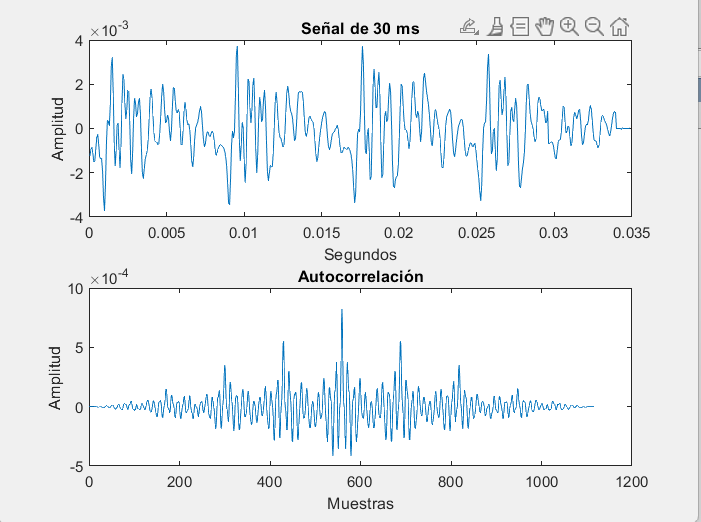 Señal de 30 ms
×10-3
4
2
0
-2
-4
Amplitud
0 0.005 0.01 0.015 0.02 0.025 0.03 0.035
Segundos
Autocorrelación
×10-4
10
5
0
-5
Amplitud
0 200 400 600 800 1000 1200
Muestras